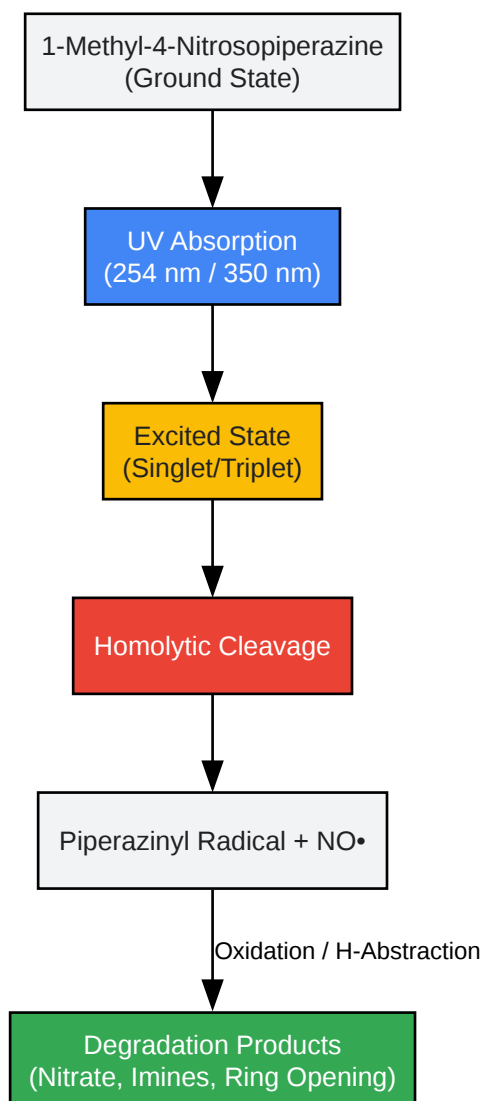 1-Methyl-4-Nitrosopiperazine
(Ground State)
UV Absorption
(254 nm / 350 nm)
Excited State
(Singlet/Triplet)
Homolytic Cleavage
Piperazinyl Radical + NO•
Oxidation / H-Abstraction
Degradation Products
(Nitrate, Imines, Ring Opening)